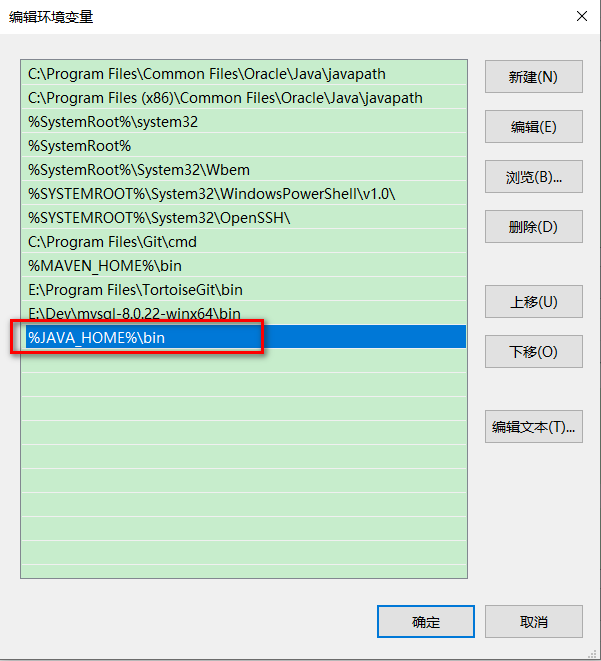 编辑环境变量
C:\Program Files\Common Files\Oracle\Java\javapath
C:\Program Files (x86)\Common Files\Oracle\Java\javapath
%SystemRoot%\system32
%SystemRoot%
%SystemRoot%\System32\Wbem
%SYSTEMROOT%\System32\WindowsPowerShell\v1.0\
%SYSTEMROOT%\System32\OpenSSH\
C:\Program Files\Git\cmd
%MAVEN_HOME%\bin
E:\Program Files\TortoiseGit\bin
E:\Dev\mysql-8.0.22-winx64\bin
%JAVA_HOME%\bin
新建(N)
编辑(E)
浏览(B)...
删除(D)
上移(U)
下移(O)
编辑文本(T)...
确定
取消